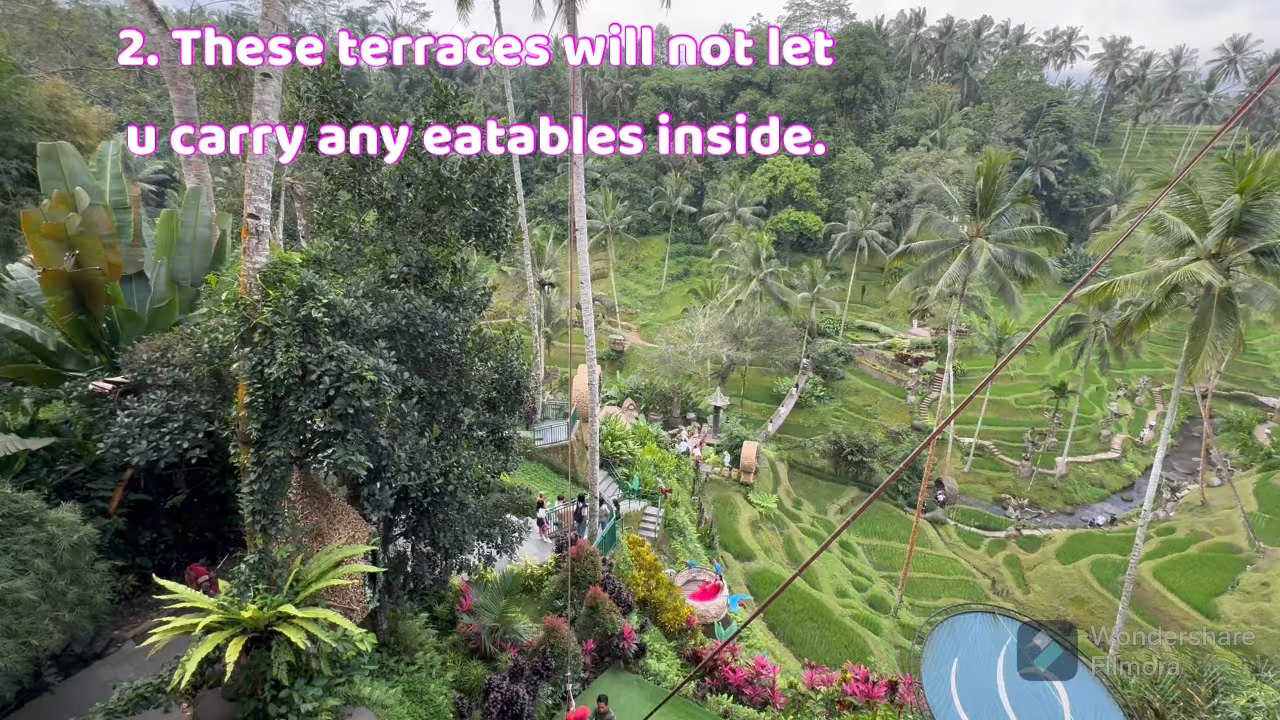 2. These terraces will not let
u carry any eatables inside.
Wondershare
Filmora